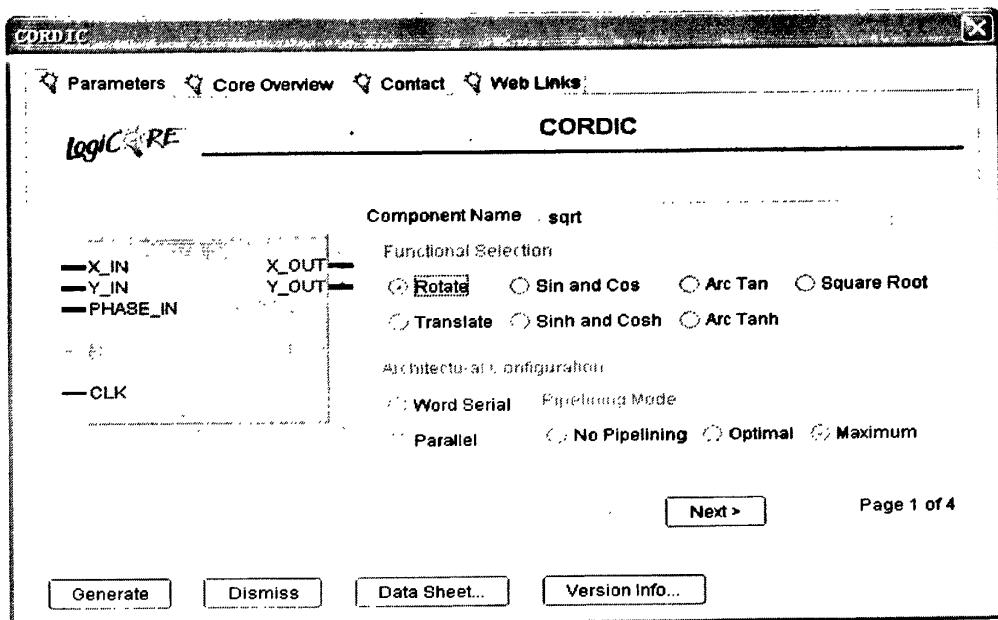 CORDIC
Parameters Core Overview Contact Web Links
LogiCORE CORDIC
Component Name sqrt
Functional Selection
X_IN X_OUT
Y_IN Y_OUT
PHASE_IN
Rotate Sin and Cos Arc Tan Square Root
Translate Sinh and Cosh Arc Tanh
Architectural Configuration
CLK
Word Serial Pipelining Mode
Parallel No Pipelining Optimal Maximum
Next > Page 1 of 4
Generate Dismiss Data Sheet... Version Info...